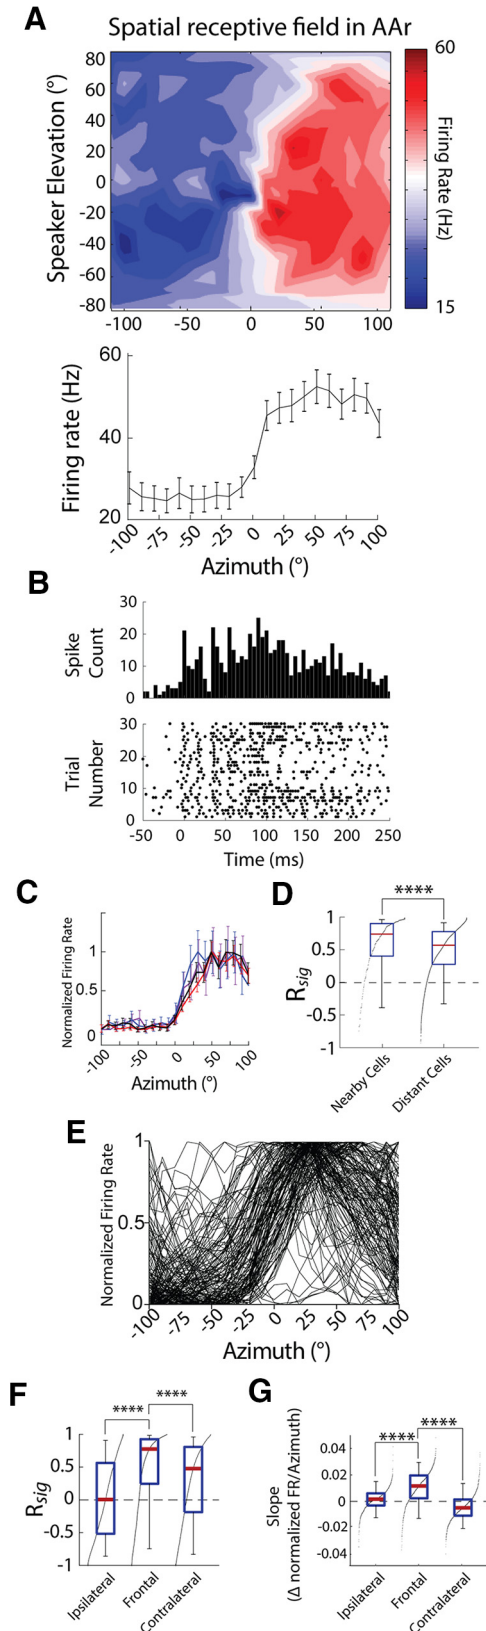 A
Spatial receptive field in AAr
Speaker Elevation (°)
80
60
40
20
0
-20
-40
-60
-80
-100
-50
0
50
100
60
15
Firing Rate (Hz)
Firing rate (Hz)
60
40
20
-100
-75
-50
-25
0
25
50
75
100
Azimuth (°)
B
Spike
Count
30
20
10
0
Trial
Number
30
20
10
0
-50
0
50
100
150
200
250
Time (ms)
C
Normalized Firing Rate
1
0.5
0
-100
-75
-50
-25
0
25
50
75
100
Azimuth (°)
D
****
Rsig
1
0.5
0
-0.5
-1
Nearby Cells
Distant Cells
E
Normalized Firing Rate
1
0.5
0
-100
-75
-50
-25
0
25
50
75
100
Azimuth (°)
F
****
****
Rsig
1
0.5
0
-0.5
-1
Ipsilateral
Frontal
Contralateral
G
****
****
Slope
(Δ normalized FR/Azimuth)
0.04
0.02
0
-0.02
-0.04
Ipsilateral
Frontal
Contralateral